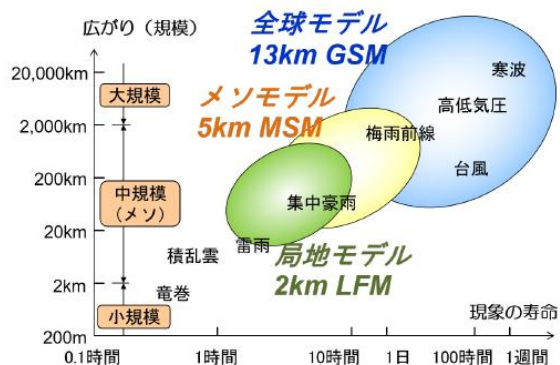 広がり（規模）
20,000km
2,000km
200km
20km
2km
200m
大規模
中規模
（メソ）
小規模
全球モデル
13km GSM
メソモデル
5km MSM
局地モデル
2km LFM
寒波
高低気圧
梅雨前線
台風
集中豪雨
雷雨
積乱雲
竜巻
現象の寿命
0.1時間
1時間
10時間
1日
100時間
1週間